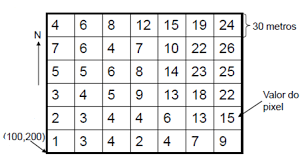 4 6 8 12 15 19 24
30 metros
N
7 6 4 7 10 22 26
5 5 6 8 14 23 25
3 4 5 9 13 18 22
Valor do
pixel
2 3 4 4 6 13 15
(100,200)
1 3 4 2 4 7 9